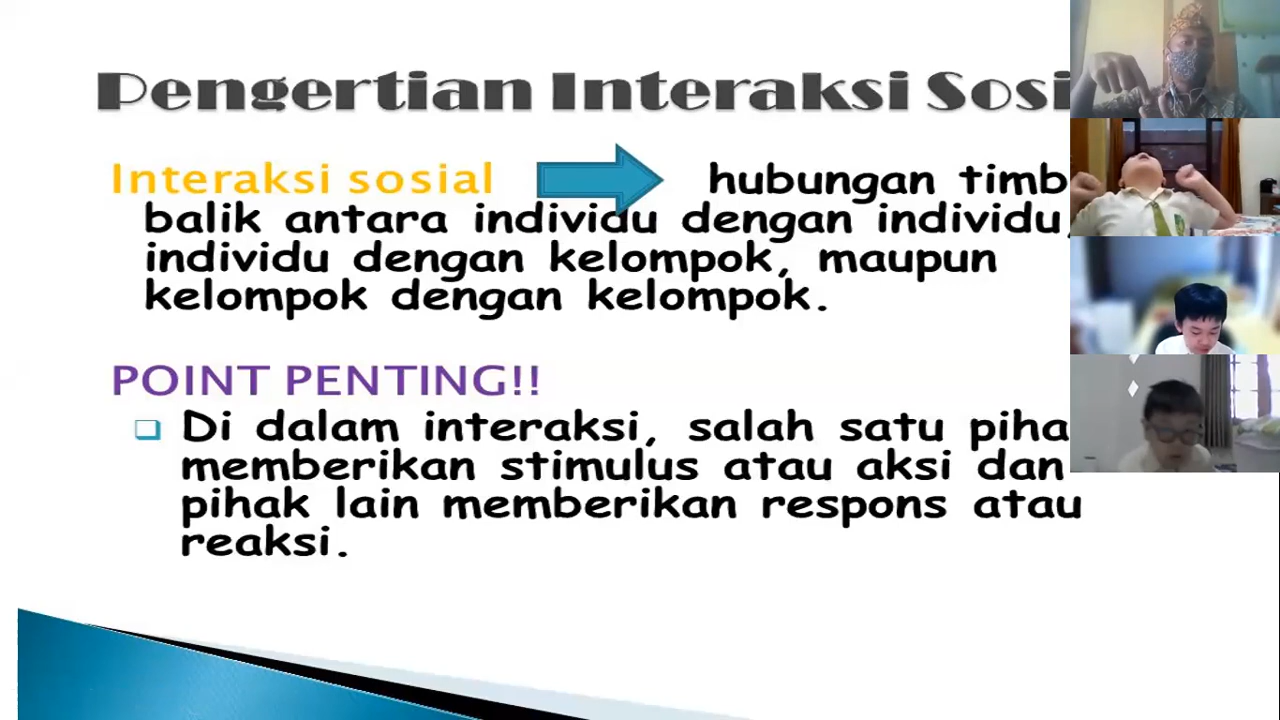 Pengertian Interaksi Sosi
Interaksi sosial hubungan timb
balik antara individu dengan individu,
individu dengan kelompok, maupun
kelompok dengan kelompok.
POINT PENTING!!
Di dalam interaksi, salah satu piha
memberikan stimulus atau aksi dan
pihak lain memberikan respons atau
reaksi.